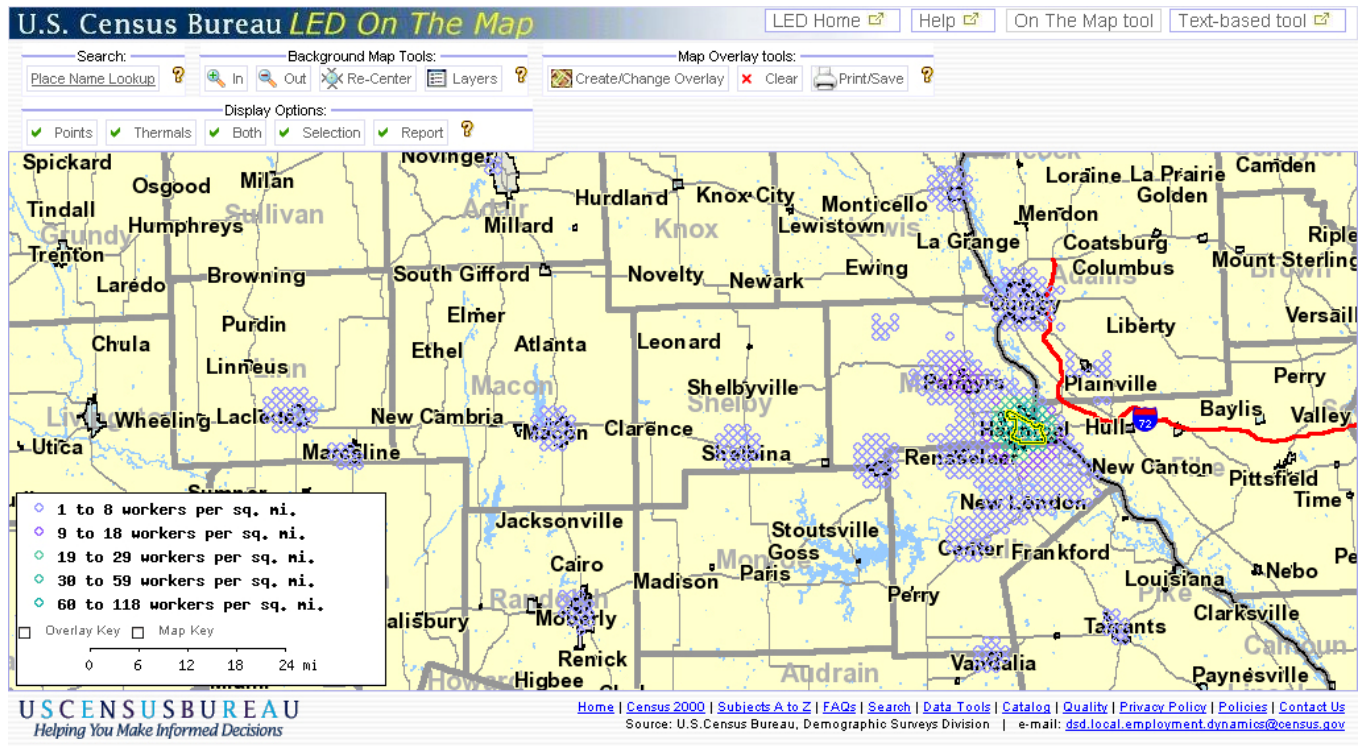 U.S. Census Bureau LED On The Map
LED Home
Help
On The Map tool
Text-based tool
Search:
Background Map Tools:
Map Overlay tools:
Place Name Lookup
In
Out
Re-Center
Layers
Create/Change Overlay
Clear
Print/Save
Display Options:
Points
Thermals
Both
Selection
Report
Spickard
Osgood
Milan
Novinger
Hurdland
Knox City
Monticello
Loraine
La Prairie
Camden
Golden
Tindall
Humphreys
Sullivan
Adair
Millard
Knox
Lewistown
Lewis
Mendon
Grundy
Trenton
La Grange
Coatsburg
Columbus
Adams
Mount Sterling
Brown
Laredo
Browning
South Gifford
Novelty
Newark
Ewing
Quincy
Purdin
Elmer
Liberty
Chula
Ethel
Atlanta
Leonard
Linneus
Linn
Macon
Shelbyville
Shelby
Palmyra
Plainville
Perry
Wheeling
Laclede
New Cambria
Macon
Clarence
Hull
72
Baylis
Valley
Utica
Marceline
Shelbina
Rensselaer
New Canton
Pike
Pittsfield
Time
New London
Jacksonville
Stoutsville
Goss
Monroe
Paris
Center
Frankford
Cairo
Madison
Perry
Louisiana
Pike
Nebo
Randolph
Moberly
Tarrants
Clarksville
Calhoun
Renick
Higbee
Audrain
Vandalia
Paynesville
1 to 8 workers per sq. mi.
9 to 18 workers per sq. mi.
19 to 29 workers per sq. mi.
30 to 59 workers per sq. mi.
60 to 118 workers per sq. mi.
Overlay Key
Map Key
0 6 12 18 24 mi
USCENSUSBUREAU
Helping You Make Informed Decisions
Home | Census 2000 | Subjects A to Z | FAQs | Search | Data Tools | Catalog | Quality | Privacy Policy | Policies | Contact Us
Source: U.S.Census Bureau, Demographic Surveys Division | e-mail: dsd.local.employment.dynamics@census.gov